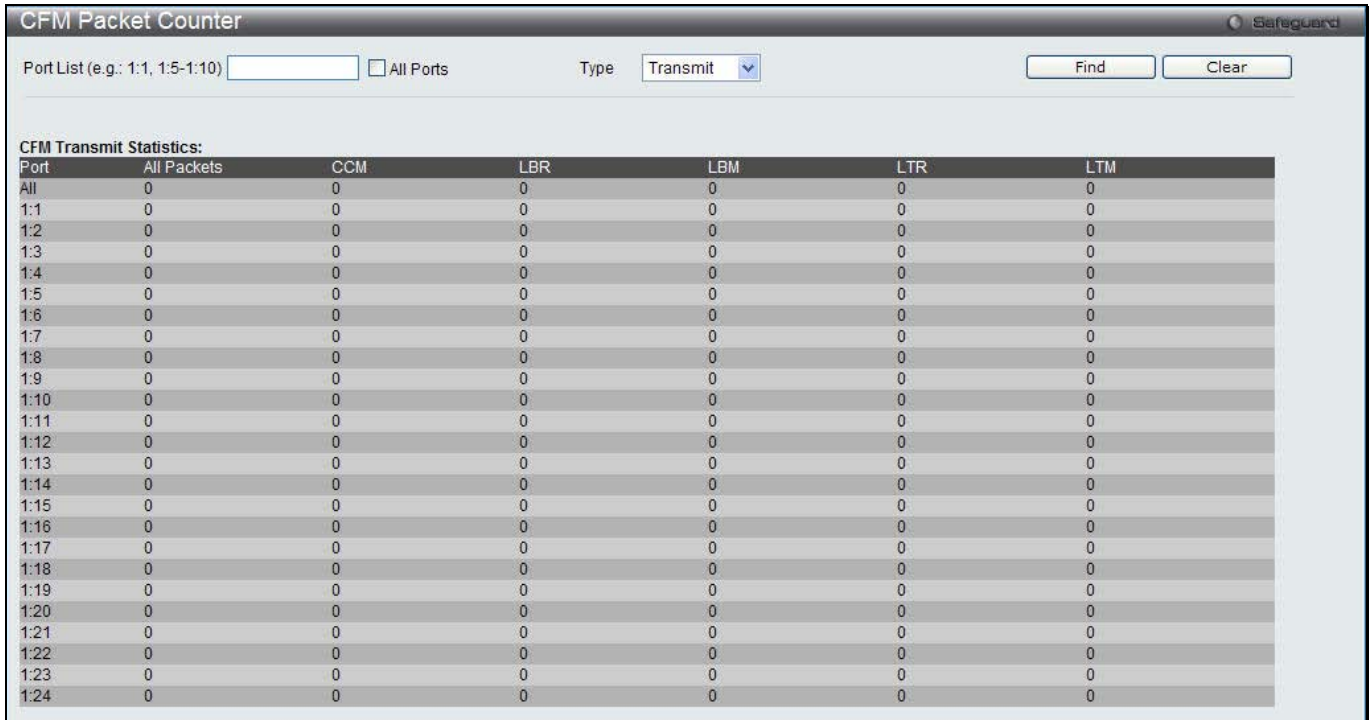 CFM Packet Counter
Safeguard
Port List (e.g.: 1:1, 1:5-1:10) All Ports Type Transmit Find Clear
CFM Transmit Statistics:
Port All Packets CCM LBR LBM LTR LTM
All 0 0 0 0 0 0
1:1 0 0 0 0 0 0
1:2 0 0 0 0 0 0
1:3 0 0 0 0 0 0
1:4 0 0 0 0 0 0
1:5 0 0 0 0 0 0
1:6 0 0 0 0 0 0
1:7 0 0 0 0 0 0
1:8 0 0 0 0 0 0
1:9 0 0 0 0 0 0
1:10 0 0 0 0 0 0
1:11 0 0 0 0 0 0
1:12 0 0 0 0 0 0
1:13 0 0 0 0 0 0
1:14 0 0 0 0 0 0
1:15 0 0 0 0 0 0
1:16 0 0 0 0 0 0
1:17 0 0 0 0 0 0
1:18 0 0 0 0 0 0
1:19 0 0 0 0 0 0
1:20 0 0 0 0 0 0
1:21 0 0 0 0 0 0
1:22 0 0 0 0 0 0
1:23 0 0 0 0 0 0
1:24 0 0 0 0 0 0